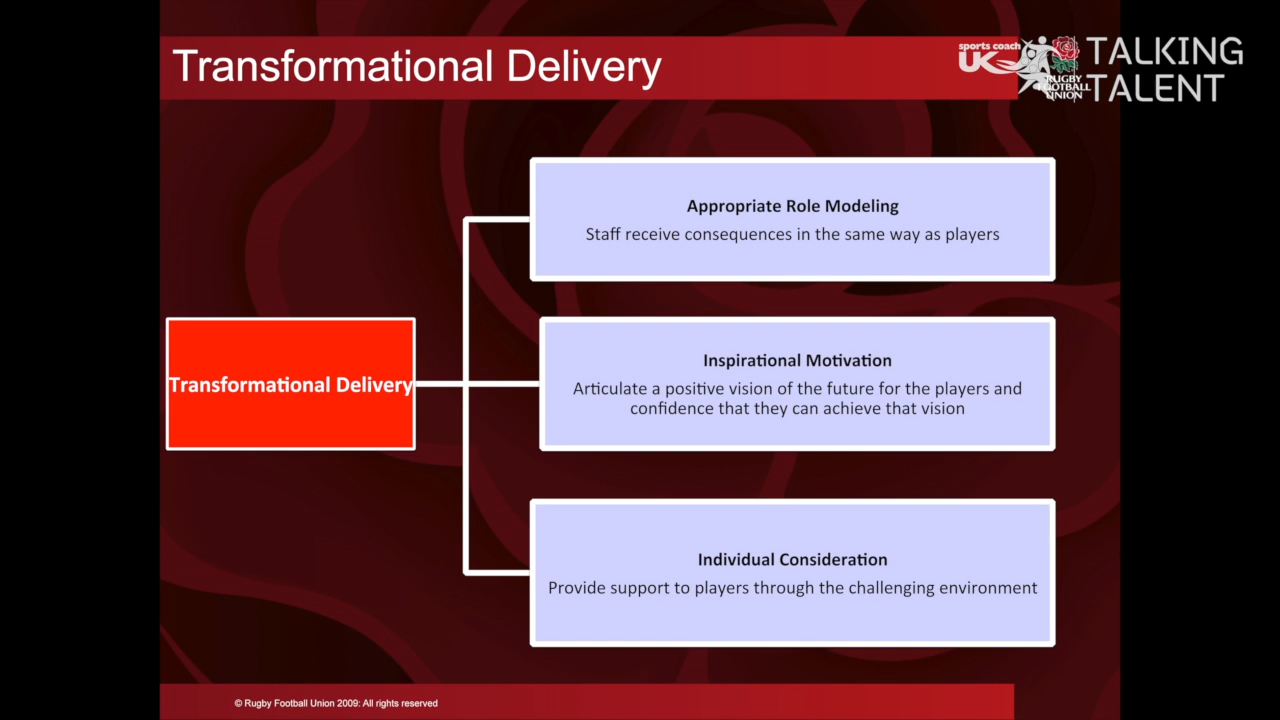 Transformational Delivery
sports coach
UK
RUGBY
FOOTBALL
UNION
TALKING
TALENT
Appropriate Role Modeling
Staff receive consequences in the same way as players
Transformational Delivery
Inspirational Motivation
Articulate a positive vision of the future for the players and
confidence that they can achieve that vision
Individual Consideration
Provide support to players through the challenging environment
© Rugby Football Union 2009: All rights reserved